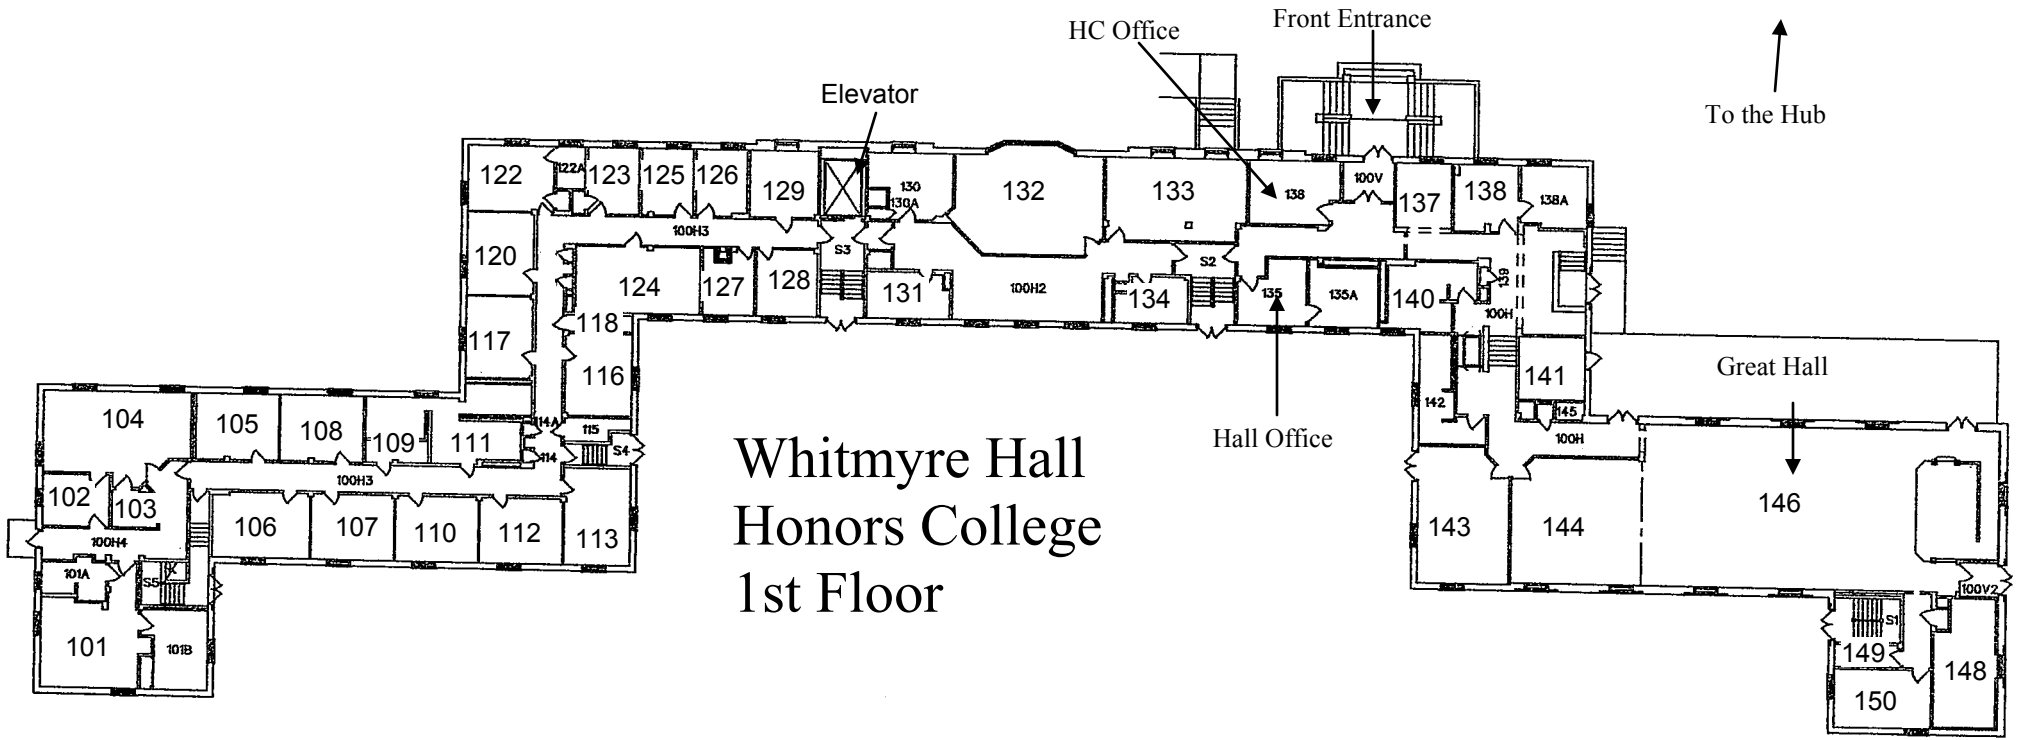 Front Entrance
HC Office
To the Hub
Elevator
122
122A
123
125
126
129
130
130A
132
133
138
100V
137
138
138A
120
100H3
S3
S2
124
127
128
131
100H2
134
135
135A
140
139
100H
118
117
116
141
Great Hall
104
105
108
109
111
114A
115
114
S4
142
145
100H
Hall Office
Whitmyre Hall
Honors College
1st Floor
102
103
100H3
106
107
110
112
113
143
144
146
100H4
101A
S5
101
101B
100V2
S1
149
148
150